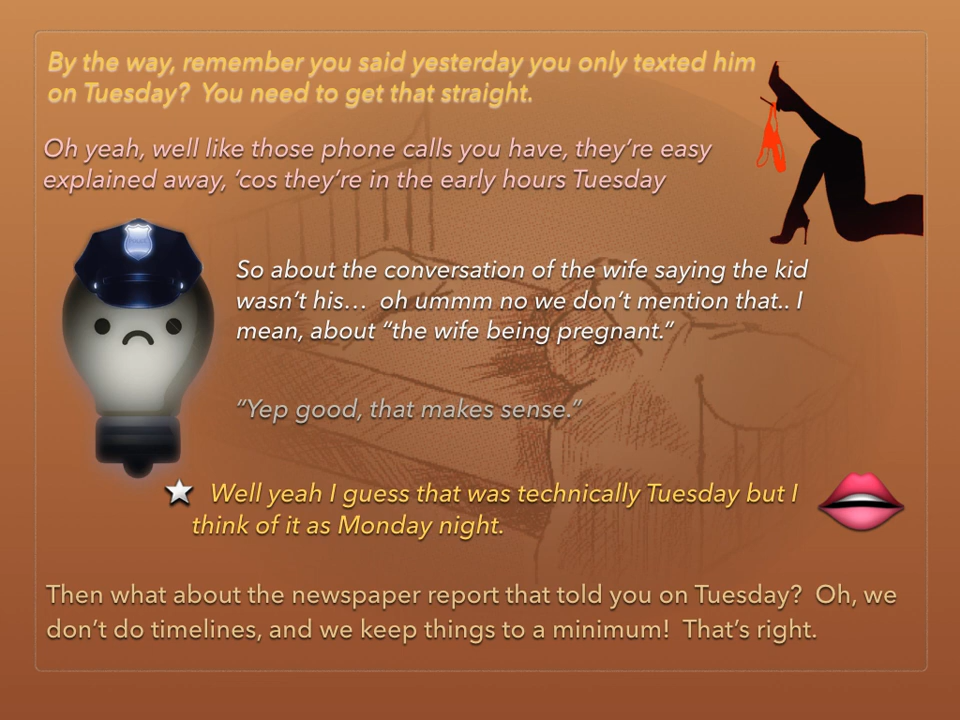 By the way, remember you said yesterday you only texted him
on Tuesday?  You need to get that straight.
Oh yeah, well like those phone calls you have, they’re easy
explained away, ‘cos they’re in the early hours Tuesday
So about the conversation of the wife saying the kid
wasn’t his…  oh ummm no we don’t mention that.. I
mean, about “the wife being pregnant.”
“Yep good, that makes sense.”
Well yeah I guess that was technically Tuesday but I
think of it as Monday night.
Then what about the newspaper report that told you on Tuesday?  Oh, we
don’t do timelines, and we keep things to a minimum!  That’s right.